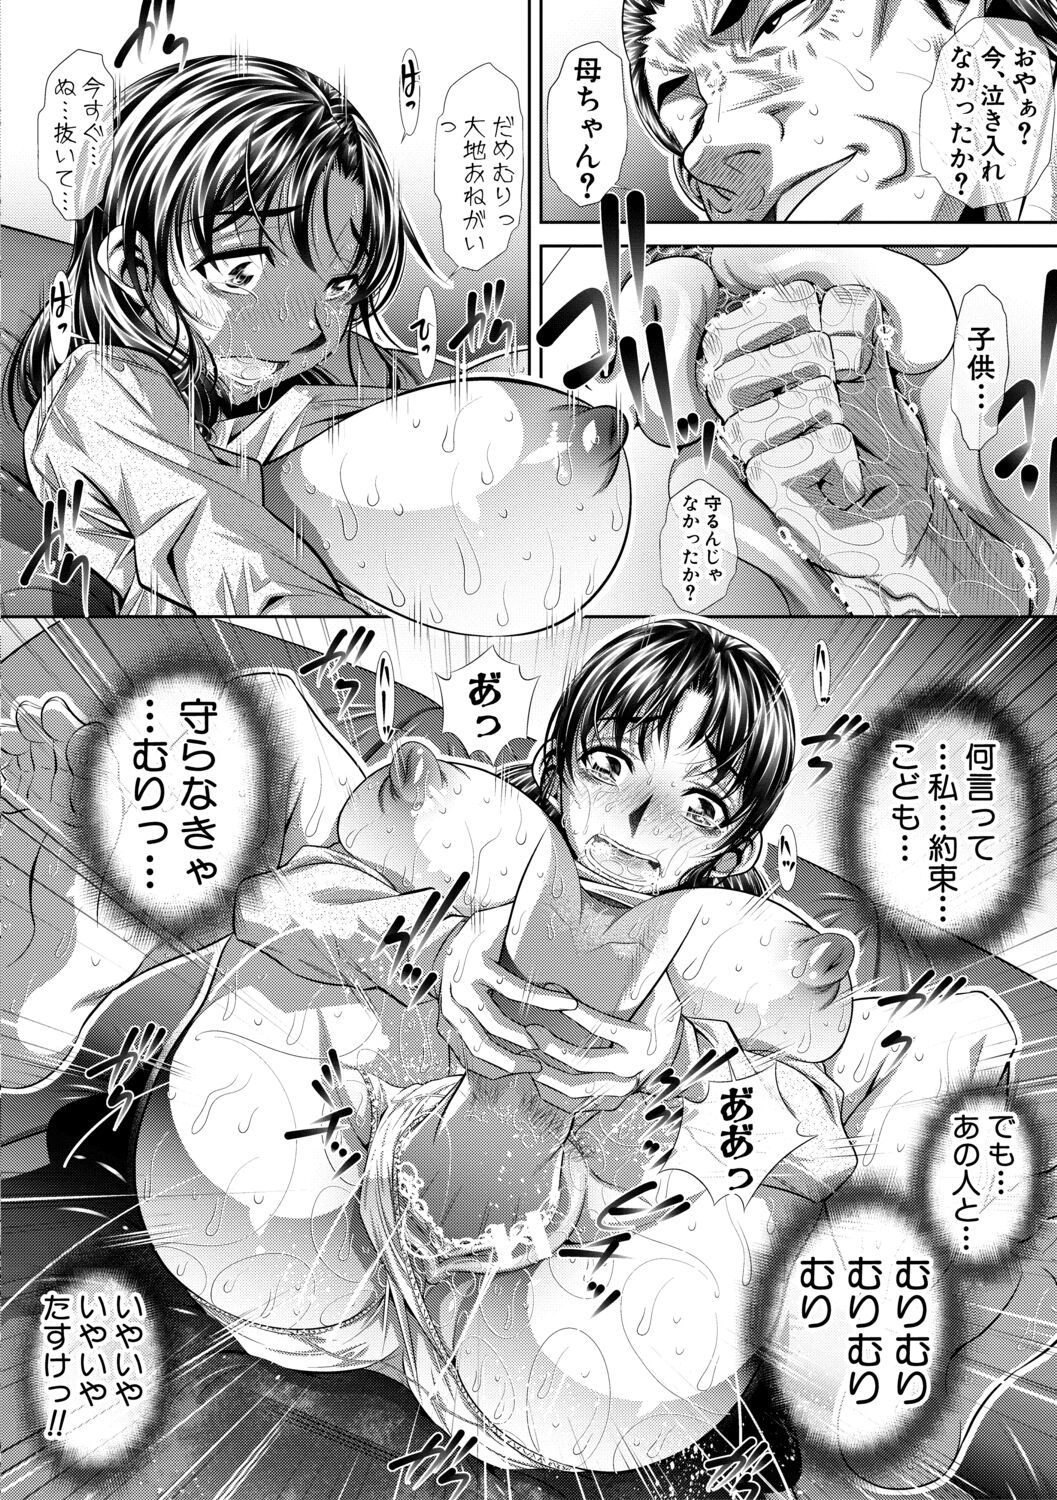 おやぁ?
今、泣き入れ
なかったか?
母ちゃん?
子供…
守るんじゃ
なかったか?
だめむりっ
大地おねがい
っ
今すぐ…
ぬ…抜いて…
はっ
はっ
ひっ
あ゛っ
何言って
…私…約束…
こども…
守らなきゃ
…むりっ…
でも…
あの人と…
あ゛あ゛っ
むりむり
むりむり
むり
いやいや
いやいや
たすけっ!!